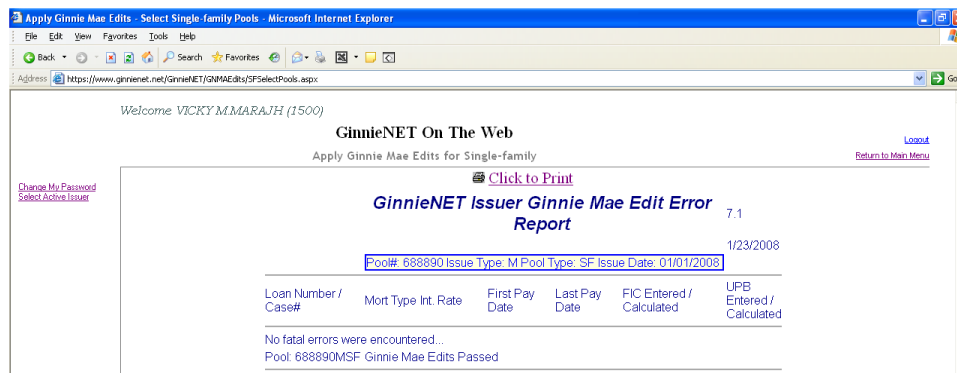 Apply Ginnie Mae Edits - Select Single-family Pools - Microsoft Internet Explorer
File Edit View Favorites Tools Help
Back Search Favorites
Address https://www.ginnienet.net/GinnieNET/GNMAEdits/SFSelectPools.aspx Go
Welcome VICKY M.MARAJH (1500)
GinnieNET On The Web
Logout
Apply Ginnie Mae Edits for Single-family
Return to Main Menu
Click to Print
Change My Password
Select Active Issuer
GinnieNET Issuer Ginnie Mae Edit Error
Report
7.1
1/23/2008
Pool#: 688890 Issue Type: M Pool Type: SF Issue Date: 01/01/2008
Loan Number /
Case#
Mort Type Int. Rate
First Pay
Date
Last Pay
Date
FIC Entered /
Calculated
UPB
Entered /
Calculated
No fatal errors were encountered...
Pool: 688890MSF Ginnie Mae Edits Passed